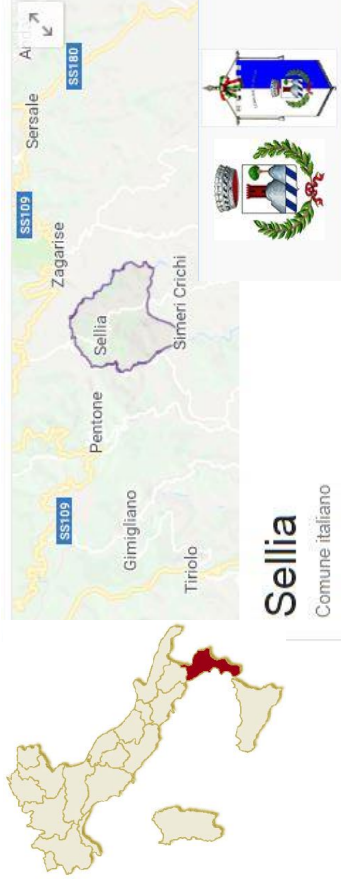 SS109
Sersale
Zagarise
SS109
SS180
Pentone
Sellia
Gimigliano
Simeri Crichi
Tiriolo
Sellia
Comune italiano